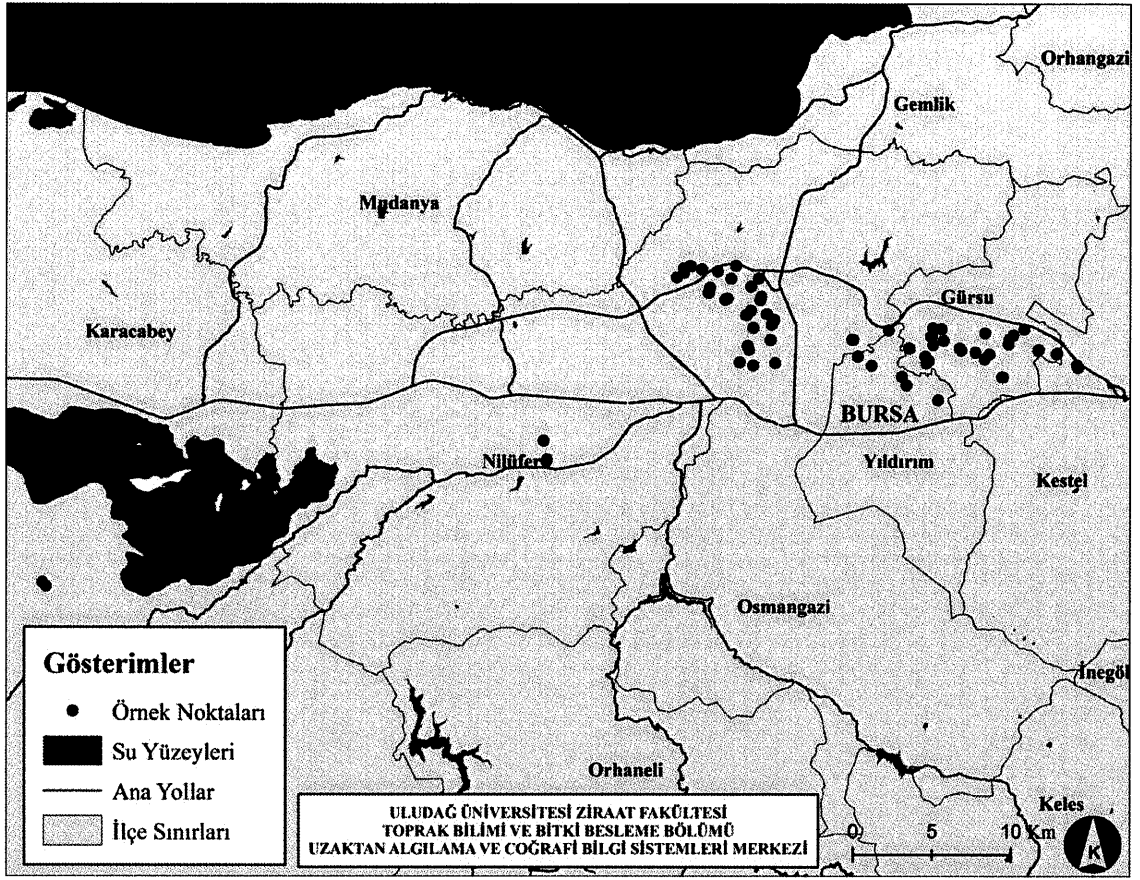 Orhangazi
Gemlik
Mudanya
Gürsu
Karacabey
BURSA
Nilüfer
Yıldırım
Kestel
Osmangazi
İnegöl
Orhaneli
Keles
Gösterimler
Örnek Noktaları
Su Yüzeyleri
Ana Yollar
İlçe Sınırları
ULUDAĞ ÜNİVERSİTESİ ZİRAAT FAKÜLTESİ
TOPRAK BİLİMİ VE BİTKİ BESLEME BÖLÜMÜ
UZAKTAN ALGILAMA VE COĞRAFİ BİLGİ SİSTEMLERİ MERKEZİ
0 5 10 Km
K